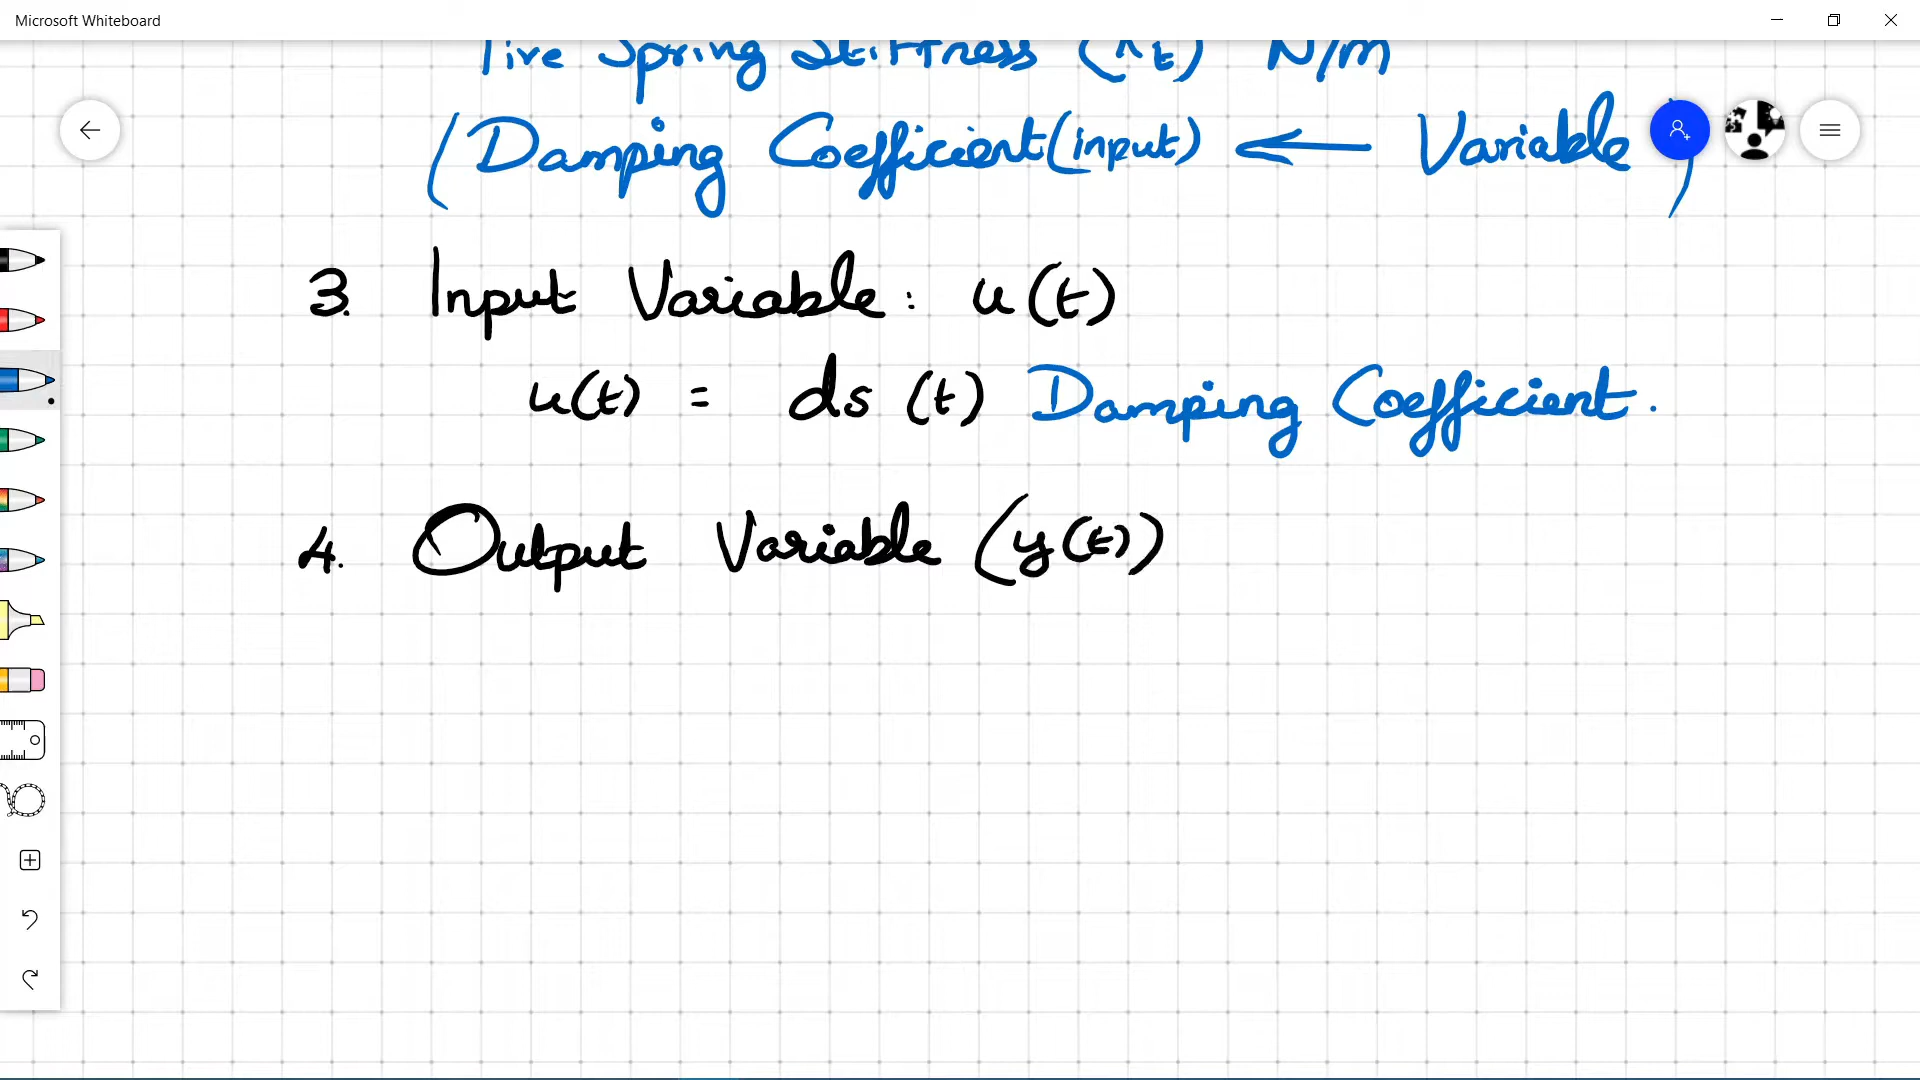 Microsoft Whiteboard
Tire Spring Stiffness (Kt) N/m
(Damping Coefficient(input) ← Variable)
3. Input Variable: u(t)
u(t) = ds (t) Damping Coefficient.
4. Output Variable (y(t))